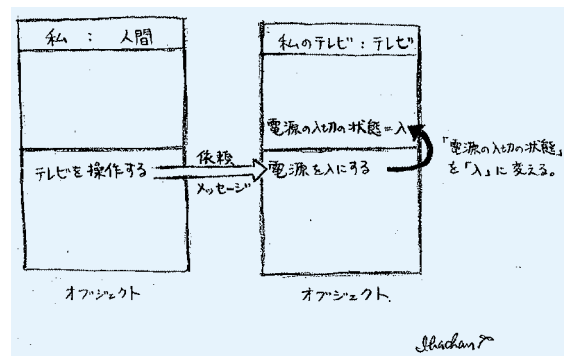 私 : 人間
テレビを操作する
オブジェクト
依頼
メッセージ
私のテレビ : テレビ
電源の入切の状態=入
電源を入にする
オブジェクト
「電源の入切の状態」
を「入」に変える。